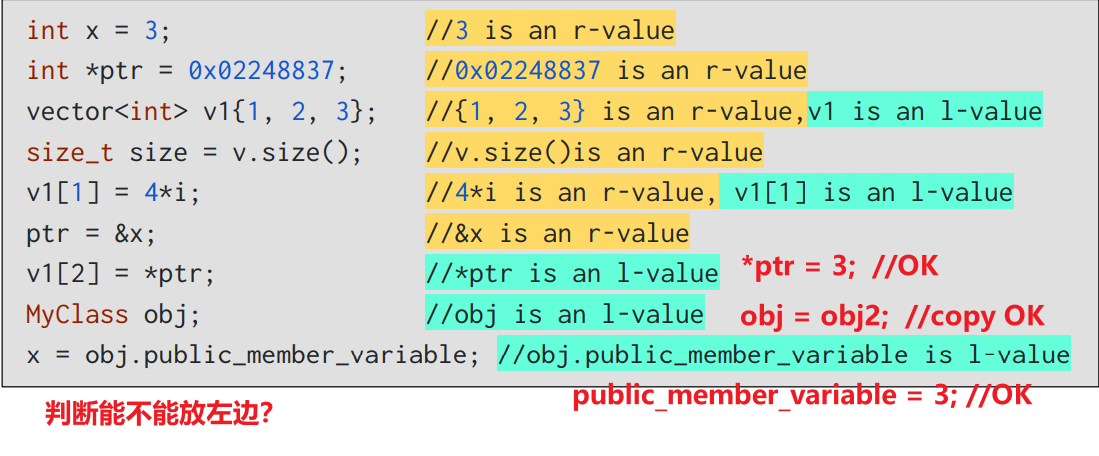 int x = 3; //3 is an r-value
int *ptr = 0x02248837; //0x02248837 is an r-value
vector<int> v1{1, 2, 3}; //{1, 2, 3} is an r-value,v1 is an l-value
size_t size = v.size(); //v.size()is an r-value
v1[1] = 4*i; //4*i is an r-value, v1[1] is an l-value
ptr = &x; //&x is an r-value
v1[2] = *ptr; //*ptr is an l-value *ptr = 3; //OK
MyClass obj; //obj is an l-value obj = obj2; //copy OK
x = obj.public_member_variable; //obj.public_member_variable is l-value
public_member_variable = 3; //OK
判断能不能放左边?